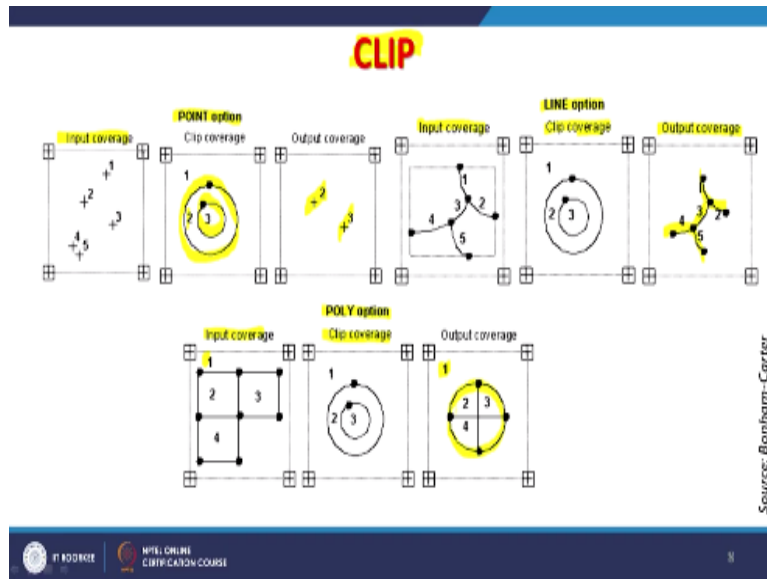 CLIP
POINT option
Input coverage
Clip coverage
Output coverage
1
2
3
4
5
1
2
3
2
3
LINE option
Input coverage
Clip coverage
Output coverage
1
3
2
4
5
1
2
3
1
3
2
4
5
POLY option
Input coverage
Clip coverage
Output coverage
1
2
3
4
1
2
3
1
2
3
4
Source: Bonham-Carter
IIT ROORKEE
NPTEL ONLINE
CERTIFICATION COURSE
8